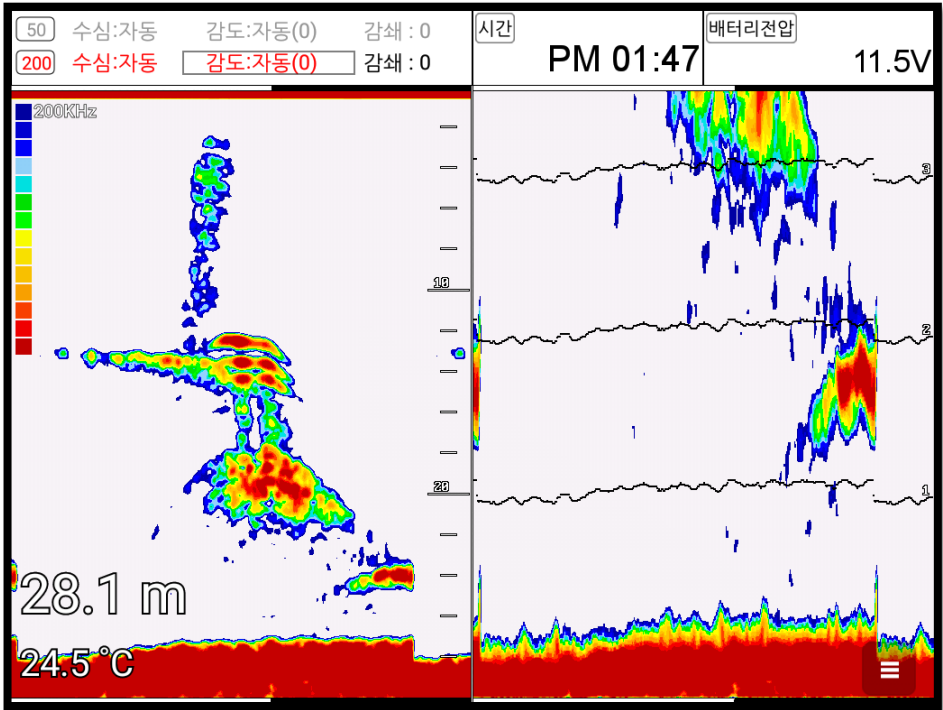 50 수심:자동 감도:자동(0) 감쇄 : 0
200 수심:자동 감도:자동(0) 감쇄 : 0
시간
PM 01:47
배터리전압
11.5V
200KHz
10
20
28.1 m
24.5°C
3
2
1